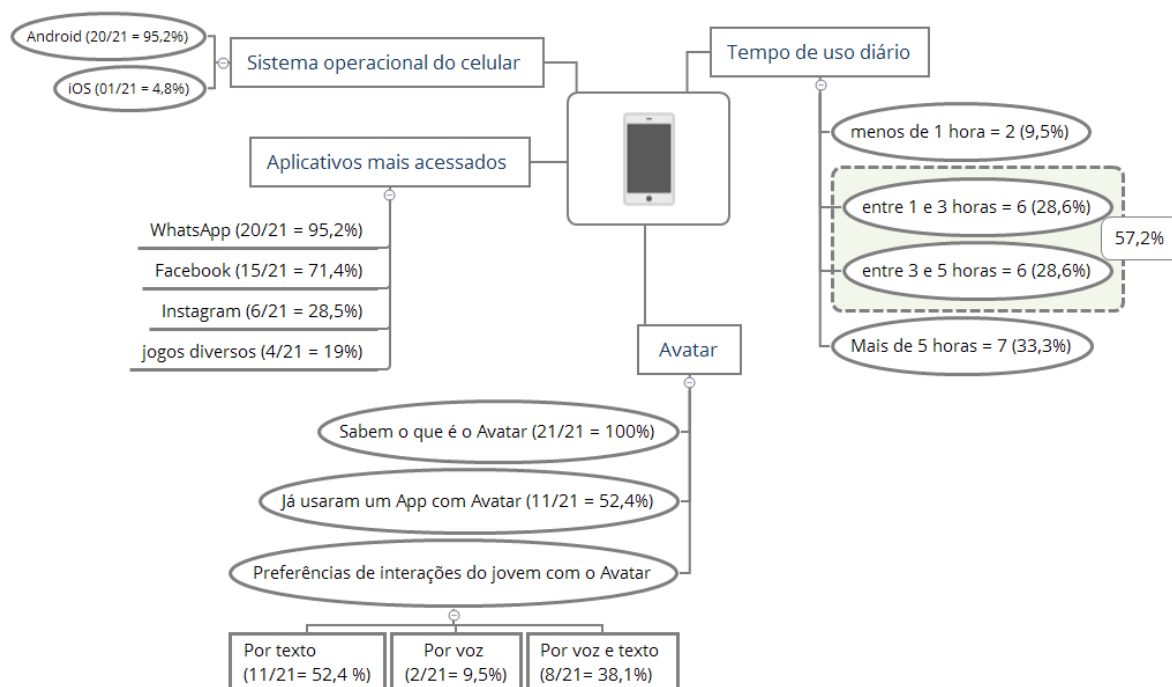 Sistema operacional do celular
Android (20/21 = 95,2%)
iOS (01/21 = 4,8%)
Aplicativos mais acessados
WhatsApp (20/21 = 95,2%)
Facebook (15/21 = 71,4%)
Instagram (6/21 = 28,5%)
jogos diversos (4/21 = 19%)
Tempo de uso diário
menos de 1 hora = 2 (9,5%)
entre 1 e 3 horas = 6 (28,6%)
entre 3 e 5 horas = 6 (28,6%)
57,2%
Mais de 5 horas = 7 (33,3%)
Avatar
Sabem o que é o Avatar (21/21 = 100%)
Já usaram um App com Avatar (11/21 = 52,4%)
Preferências de interações do jovem com o Avatar
Por texto
(11/21= 52,4 %)
Por voz
(2/21= 9,5%)
Por voz e texto
(8/21= 38,1%)